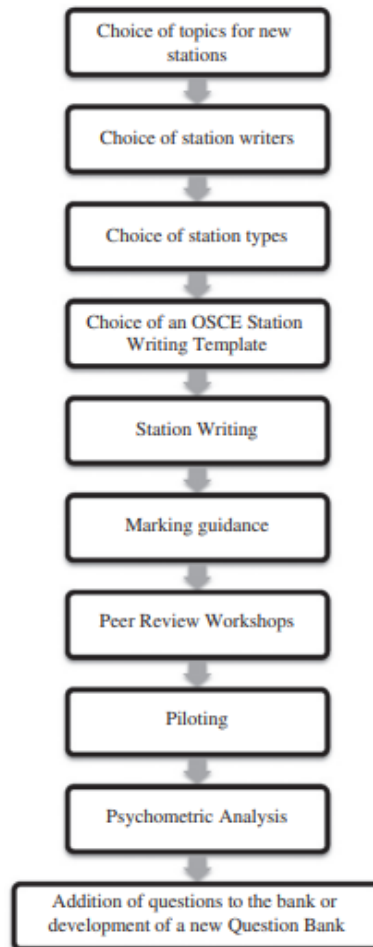 Choice of topics for new
stations
Choice of station writers
Choice of station types
Choice of an OSCE Station
Writing Template
Station Writing
Marking guidance
Peer Review Workshops
Piloting
Psychometric Analysis
Addition of questions to the bank or
development of a new Question Bank